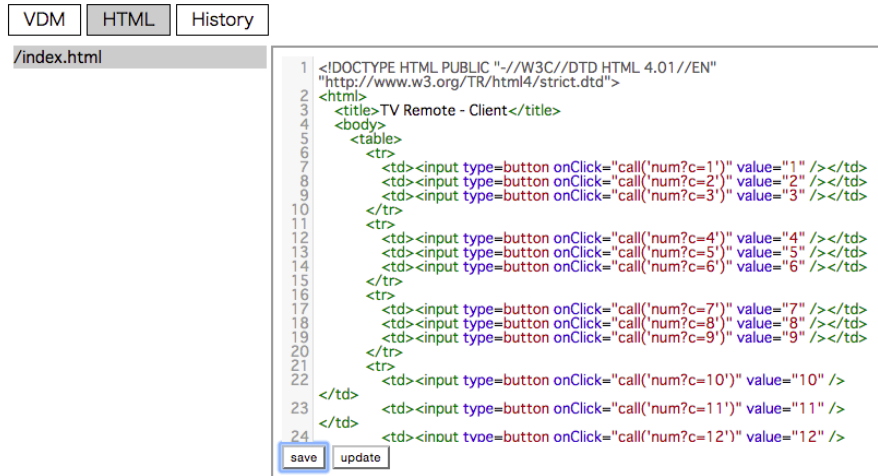 VDM HTML History
/index.html
1 <!DOCTYPE HTML PUBLIC "-//W3C//DTD HTML 4.01//EN"
"http://www.w3.org/TR/html4/strict.dtd">
2 <html>
3 <title>TV Remote - Client</title>
4 <body>
5 <table>
6 <tr>
7 <td><input type=button onClick="call('num?c=1')" value="1" /></td>
8 <td><input type=button onClick="call('num?c=2')" value="2" /></td>
9 <td><input type=button onClick="call('num?c=3')" value="3" /></td>
10 </tr>
11 <tr>
12 <td><input type=button onClick="call('num?c=4')" value="4" /></td>
13 <td><input type=button onClick="call('num?c=5')" value="5" /></td>
14 <td><input type=button onClick="call('num?c=6')" value="6" /></td>
15 </tr>
16 <tr>
17 <td><input type=button onClick="call('num?c=7')" value="7" /></td>
18 <td><input type=button onClick="call('num?c=8')" value="8" /></td>
19 <td><input type=button onClick="call('num?c=9')" value="9" /></td>
20 </tr>
21 <tr>
22 <td><input type=button onClick="call('num?c=10')" value="10" />
</td>
23 <td><input type=button onClick="call('num?c=11')" value="11" />
</td>
24 <td><input type=button onClick="call('num?c=12')" value="12" />
save update